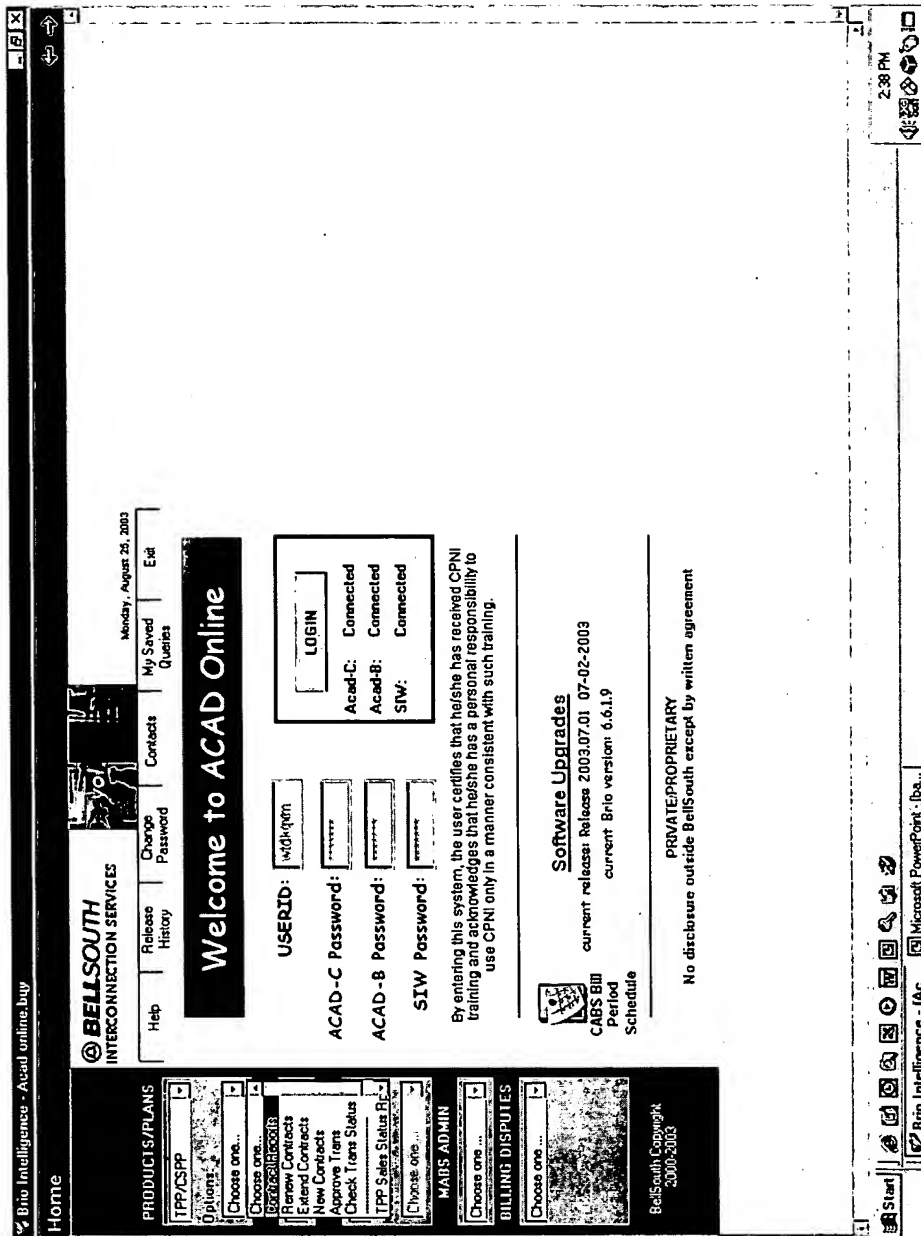 Brio Intelligence - Acad online.bqy
Home
BELLSOUTH
INTERCONNECTION SERVICES
yo!
Monday, August 25, 2003
Help
Release History
Change Password
Contacts
My Saved Queries
Exit
PRODUCTS/PLANS
TPP/CSPP
Options
Choose one...
Choose one...
Contract Reports
Renew Contracts
Extend Contracts
New Contracts
Approve Trans
Check Trans Status
TPP Sales Status
Choose one...
MABS ADMIN
Choose one ...
BILLING DISPUTES
Choose one ...
BellSouth Copyright
2000-2003
Welcome to ACAD Online
USERID:
ACAD-C Password: ******
ACAD-B Password: ******
SIW Password: ******
LOGIN
Acad-C: Connected
Acad-B: Connected
SIW: Connected
By entering this system, the user certifies that he/she has received CPNI
training and acknowledges that he/she has a personal responsibility to
use CPNI only in a manner consistent with such training.
Software Upgrades
CABS Bill
Period
Schedule
current release: Release 2003.07.01 07-02-2003
current Brio version: 6.6.1.9
PRIVATE/PROPRIETARY
No disclosure outside BellSouth except by written agreement
Start
Brio Intelligence - [Ac...
Microsoft PowerPoint - [ba...
2:38 PM